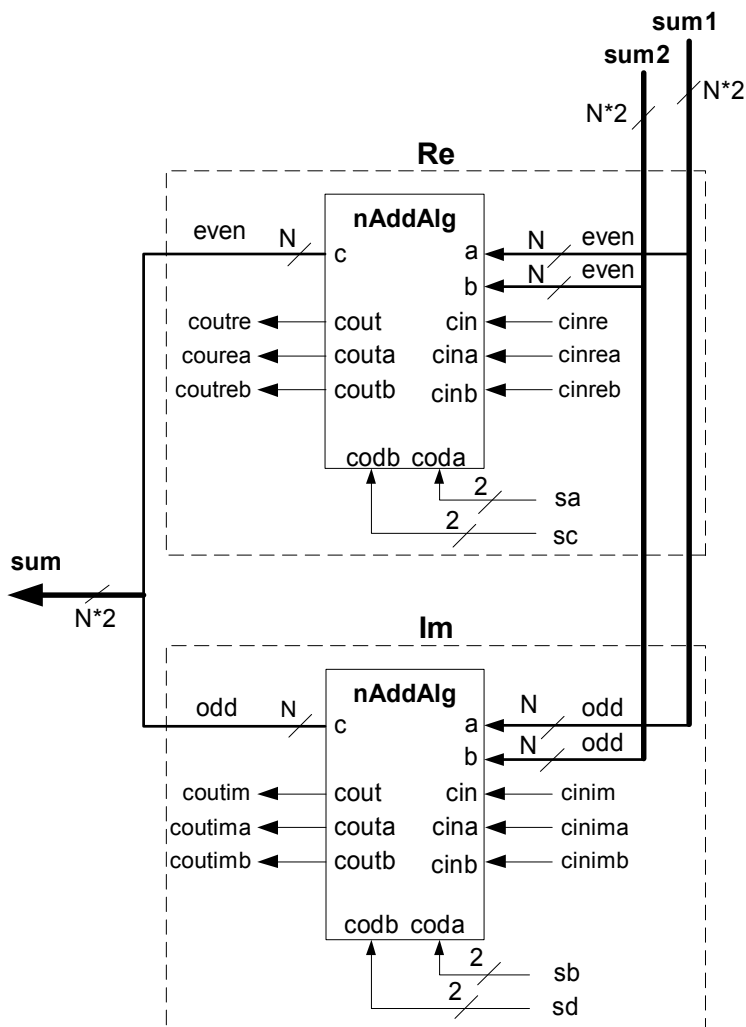 sum1
sum2
N*2
N*2
Re
nAddAlg
even N c a N even
b N even
coutre cout cin cinre
courea couta cina cinrea
coutreb coutb cinb cinreb
codb coda
2 sa
2 sc
sum
N*2
Im
nAddAlg
odd N c a N odd
b N odd
coutim cout cin cinim
coutima couta cina cinima
coutimb coutb cinb cinimb
codb coda
2 sb
2 sd